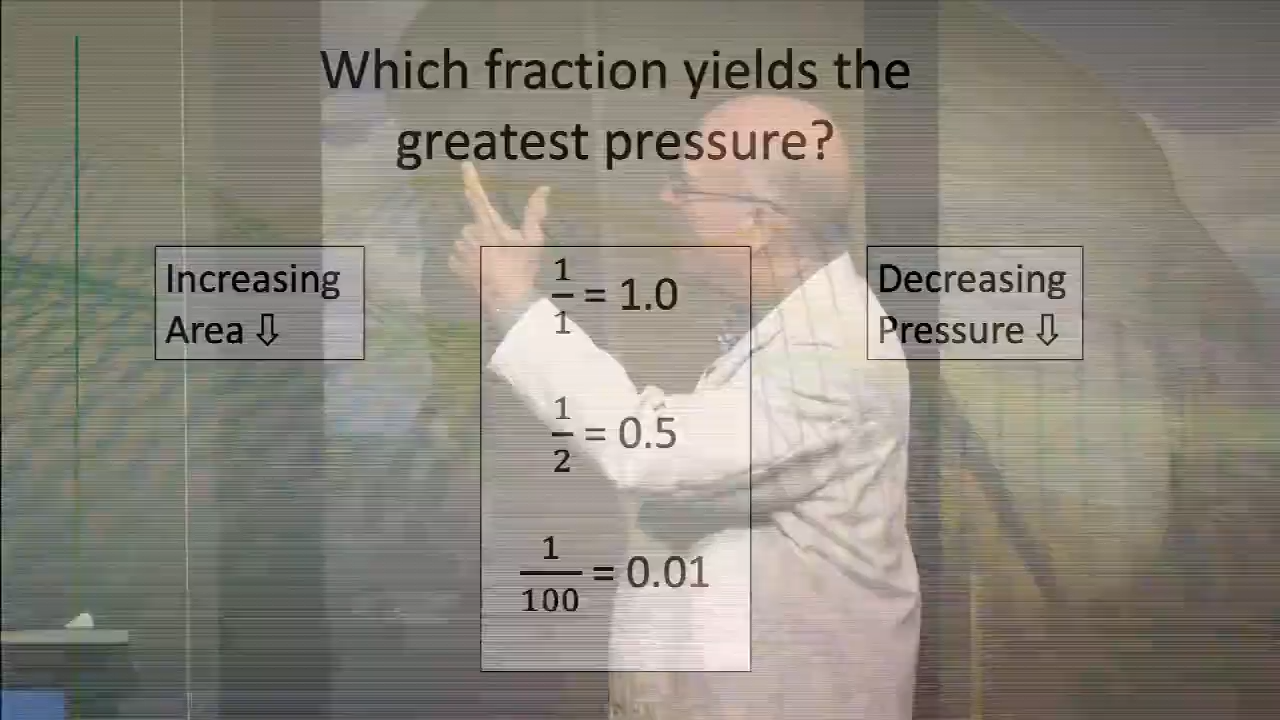 Which fraction yields the
greatest pressure?
Increasing
Area ⇩
1/1 = 1.0
1/2 = 0.5
1/100 = 0.01
Decreasing
Pressure ⇩